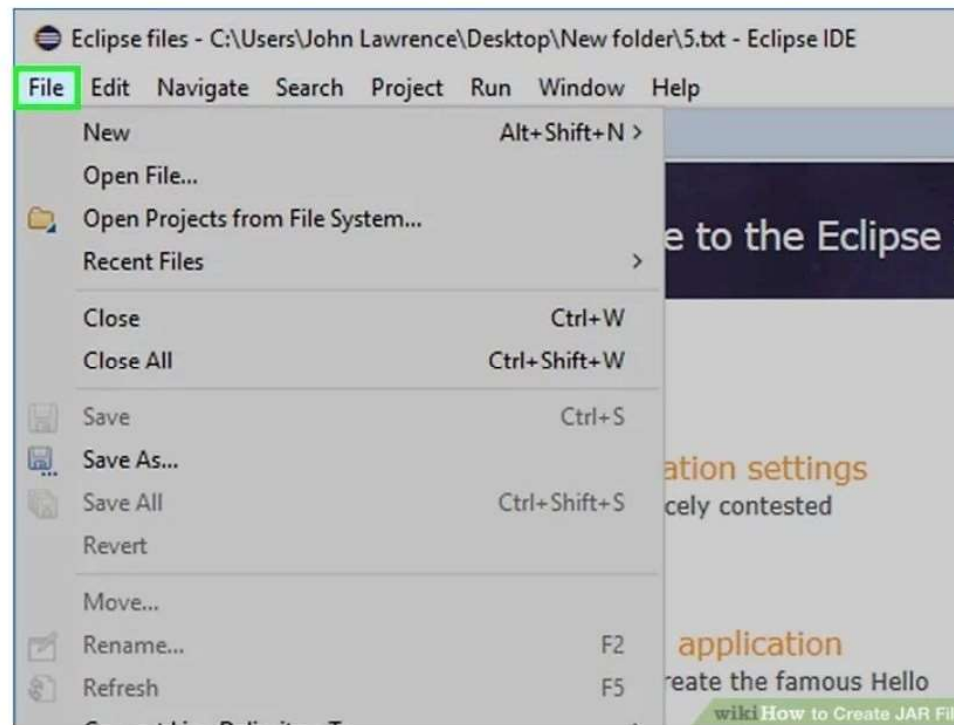 Eclipse files - C:\Users\John Lawrence\Desktop\New folder\5.txt - Eclipse IDE
File Edit Navigate Search Project Run Window Help
New Alt+Shift+N >
Open File...
Open Projects from File System...
Recent Files >
Close Ctrl+W
Close All Ctrl+Shift+W
Save Ctrl+S
Save As...
Save All Ctrl+Shift+S
Revert
Move...
Rename... F2
Refresh F5
e to the Eclipse
ation settings
cely contested
application
reate the famous Hello
wikiHow to Create JAR Fil